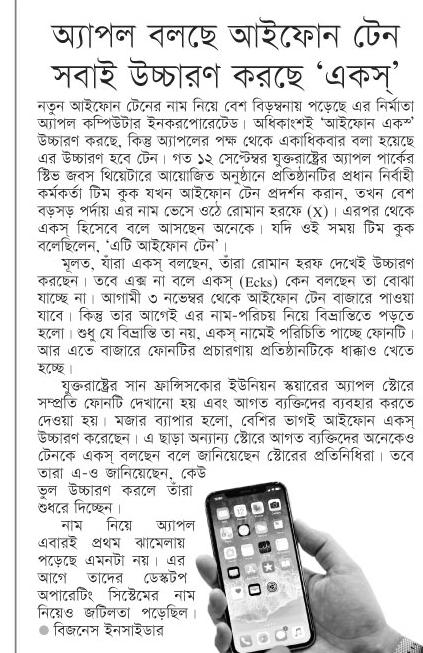 অ্যাপল বলছে আইফোন টেন
সবাই উচ্চারণ করছে ‘একস্’
নতুন আইফোন টেনের নাম নিয়ে বেশ বিড়ম্বনায় পড়েছে এর নির্মাতা
অ্যাপল কম্পিউটার ইনকরপোরেটেড। অধিকাংশই ‘আইফোন একস্’
উচ্চারণ করছে, কিন্তু অ্যাপলের পক্ষ থেকে একাধিকবার বলা হয়েছে
এর উচ্চারণ হবে টেন। গত ১২ সেপ্টেম্বর যুক্তরাষ্ট্রের অ্যাপল পার্কের
স্টিভ জবস থিয়েটারে আয়োজিত অনুষ্ঠানে প্রতিষ্ঠানটির প্রধান নির্বাহী
কর্মকর্তা টিম কুক যখন আইফোন টেন প্রদর্শন করান, তখন বেশ
বড়সড় পর্দায় এর নাম ভেসে ওঠে রোমান হরফে (X)। এরপর থেকে
একস্ হিসেবে বলে আসছেন অনেকে। যদি ওই সময় টিম কুক
বলেছিলেন, ‘এটি আইফোন টেন’।
মূলত, যাঁরা একস্ বলছেন, তাঁরা রোমান হরফ দেখেই উচ্চারণ
করছেন। তবে এক্স না বলে একস্ (Ecks) কেন বলছেন তা বোঝা
যাচ্ছে না। আগামী ৩ নভেম্বর থেকে আইফোন টেন বাজারে পাওয়া
যাবে। কিন্তু তার আগেই এর নাম-পরিচয় নিয়ে বিভ্রান্তিতে পড়তে
হলো। শুধু যে বিভ্রান্তি তা নয়, একস্ নামেই পরিচিতি পাচ্ছে ফোনটি।
আর এতে বাজারে ফোনটির প্রচারণায় প্রতিষ্ঠানটিকে ধাক্কাও খেতে
হচ্ছে।
যুক্তরাষ্ট্রের সান ফ্রান্সিসকোর ইউনিয়ন স্কয়ারের অ্যাপল স্টোরে
সম্প্রতি ফোনটি দেখানো হয় এবং আগত ব্যক্তিদের ব্যবহার করতে
দেওয়া হয়। মজার ব্যাপার হলো, বেশির ভাগই আইফোন একস্
উচ্চারণ করেছেন। এ ছাড়া অন্যান্য স্টোরে আগত ব্যক্তিদের অনেকেও
টেনকে একস্ বলছেন বলে জানিয়েছেন স্টোরের প্রতিনিধিরা। তবে
তারা এ-ও জানিয়েছেন, কেউ
ভুল উচ্চারণ করলে তাঁরা
শুধরে দিচ্ছেন।
নাম নিয়ে অ্যাপল
এবারই প্রথম ঝামেলায়
পড়েছে এমনটা নয়। এর
আগে তাদের ডেস্কটপ
অপারেটিং সিস্টেমের নাম
নিয়েও জটিলতা পড়েছিল।
● বিজনেস ইনসাইডার